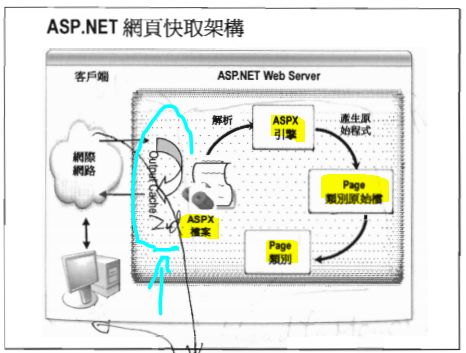 ASP.NET 網頁快取架構
客戶端
ASP.NET Web Server
網際
網路
Output Cache
解析
ASPX
引擎
產生原
始程式
ASPX
檔案
Page
類別原始檔
Page
類別